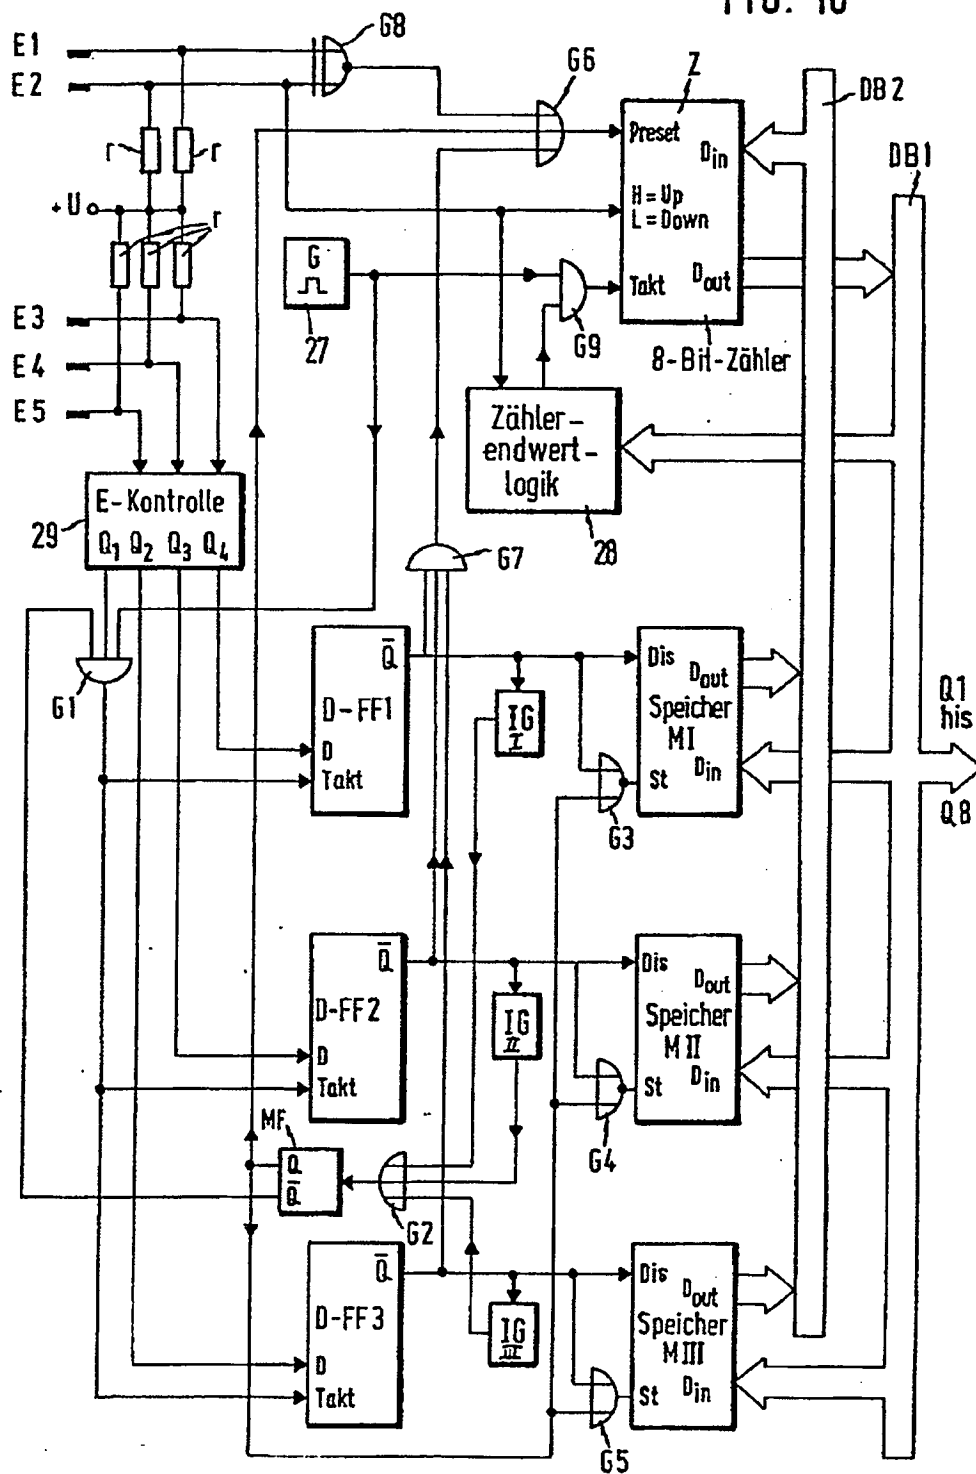 FIG. 10
E1
E2
G8
G6
Z
DB2
DB1
r
r
+U
r
Preset
Din
H = Up
L = Down
Takt
Dout
G
27
G9
8-Bit-Zähler
E3
E4
E5
Zähler-
endwert-
logik
28
E-Kontrolle
Q1 Q2 Q3 Q4
29
G7
G1
Q̅
D-FF1
D
Takt
IG
I
Dis
Dout
Speicher
MI
Din
St
G3
Q1
his
Q8
Q̅
D-FF2
D
Takt
IG
II
Dis
Dout
Speicher
MII
Din
St
G4
MF
Q
Q̅
G2
Q̅
D-FF3
D
Takt
IG
III
Dis
Dout
Speicher
MIII
Din
St
G5